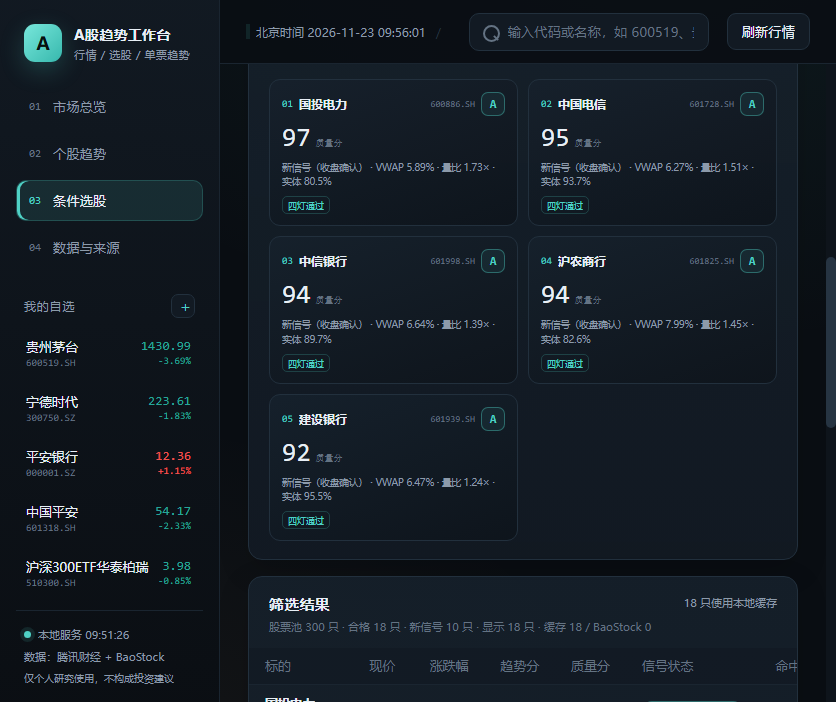 A
A股趋势工作台
行情 / 选股 / 单票趋势
01 市场总览
02 个股趋势
03 条件选股
04 数据与来源
我的自选
+
贵州茅台 1430.99
600519.SH -3.69%
宁德时代 223.61
300750.SZ -1.83%
平安银行 12.36
000001.SZ +1.15%
中国平安 54.17
601318.SH -2.33%
沪深300ETF华泰柏瑞 3.98
510300.SH -0.85%
本地服务 09:51:26
数据：腾讯财经 + BaoStock
仅个人研究使用，不构成投资建议
北京时间 2026-11-23 09:56:01 /
输入代码或名称，如 600519、
刷新行情
01 国投电力 600886.SH A
97 质量分
新信号（收盘确认） · VWAP 5.89% · 量比 1.73× ·
实体 80.5%
四灯通过
02 中国电信 601728.SH A
95 质量分
新信号（收盘确认） · VWAP 6.27% · 量比 1.51× ·
实体 93.7%
四灯通过
03 中信银行 601998.SH A
94 质量分
新信号（收盘确认） · VWAP 6.64% · 量比 1.39× ·
实体 89.7%
四灯通过
04 沪农商行 601825.SH A
94 质量分
新信号（收盘确认） · VWAP 7.99% · 量比 1.45× ·
实体 82.6%
四灯通过
05 建设银行 601939.SH A
92 质量分
新信号（收盘确认） · VWAP 6.47% · 量比 1.24× ·
实体 95.5%
四灯通过
筛选结果
18 只使用本地缓存
股票池 300 只 · 合格 18 只 · 新信号 10 只 · 显示 18 只 · 缓存 18 / BaoStock 0
标的 现价 涨跌幅 趋势分 质量分 信号状态 命中
国投电力